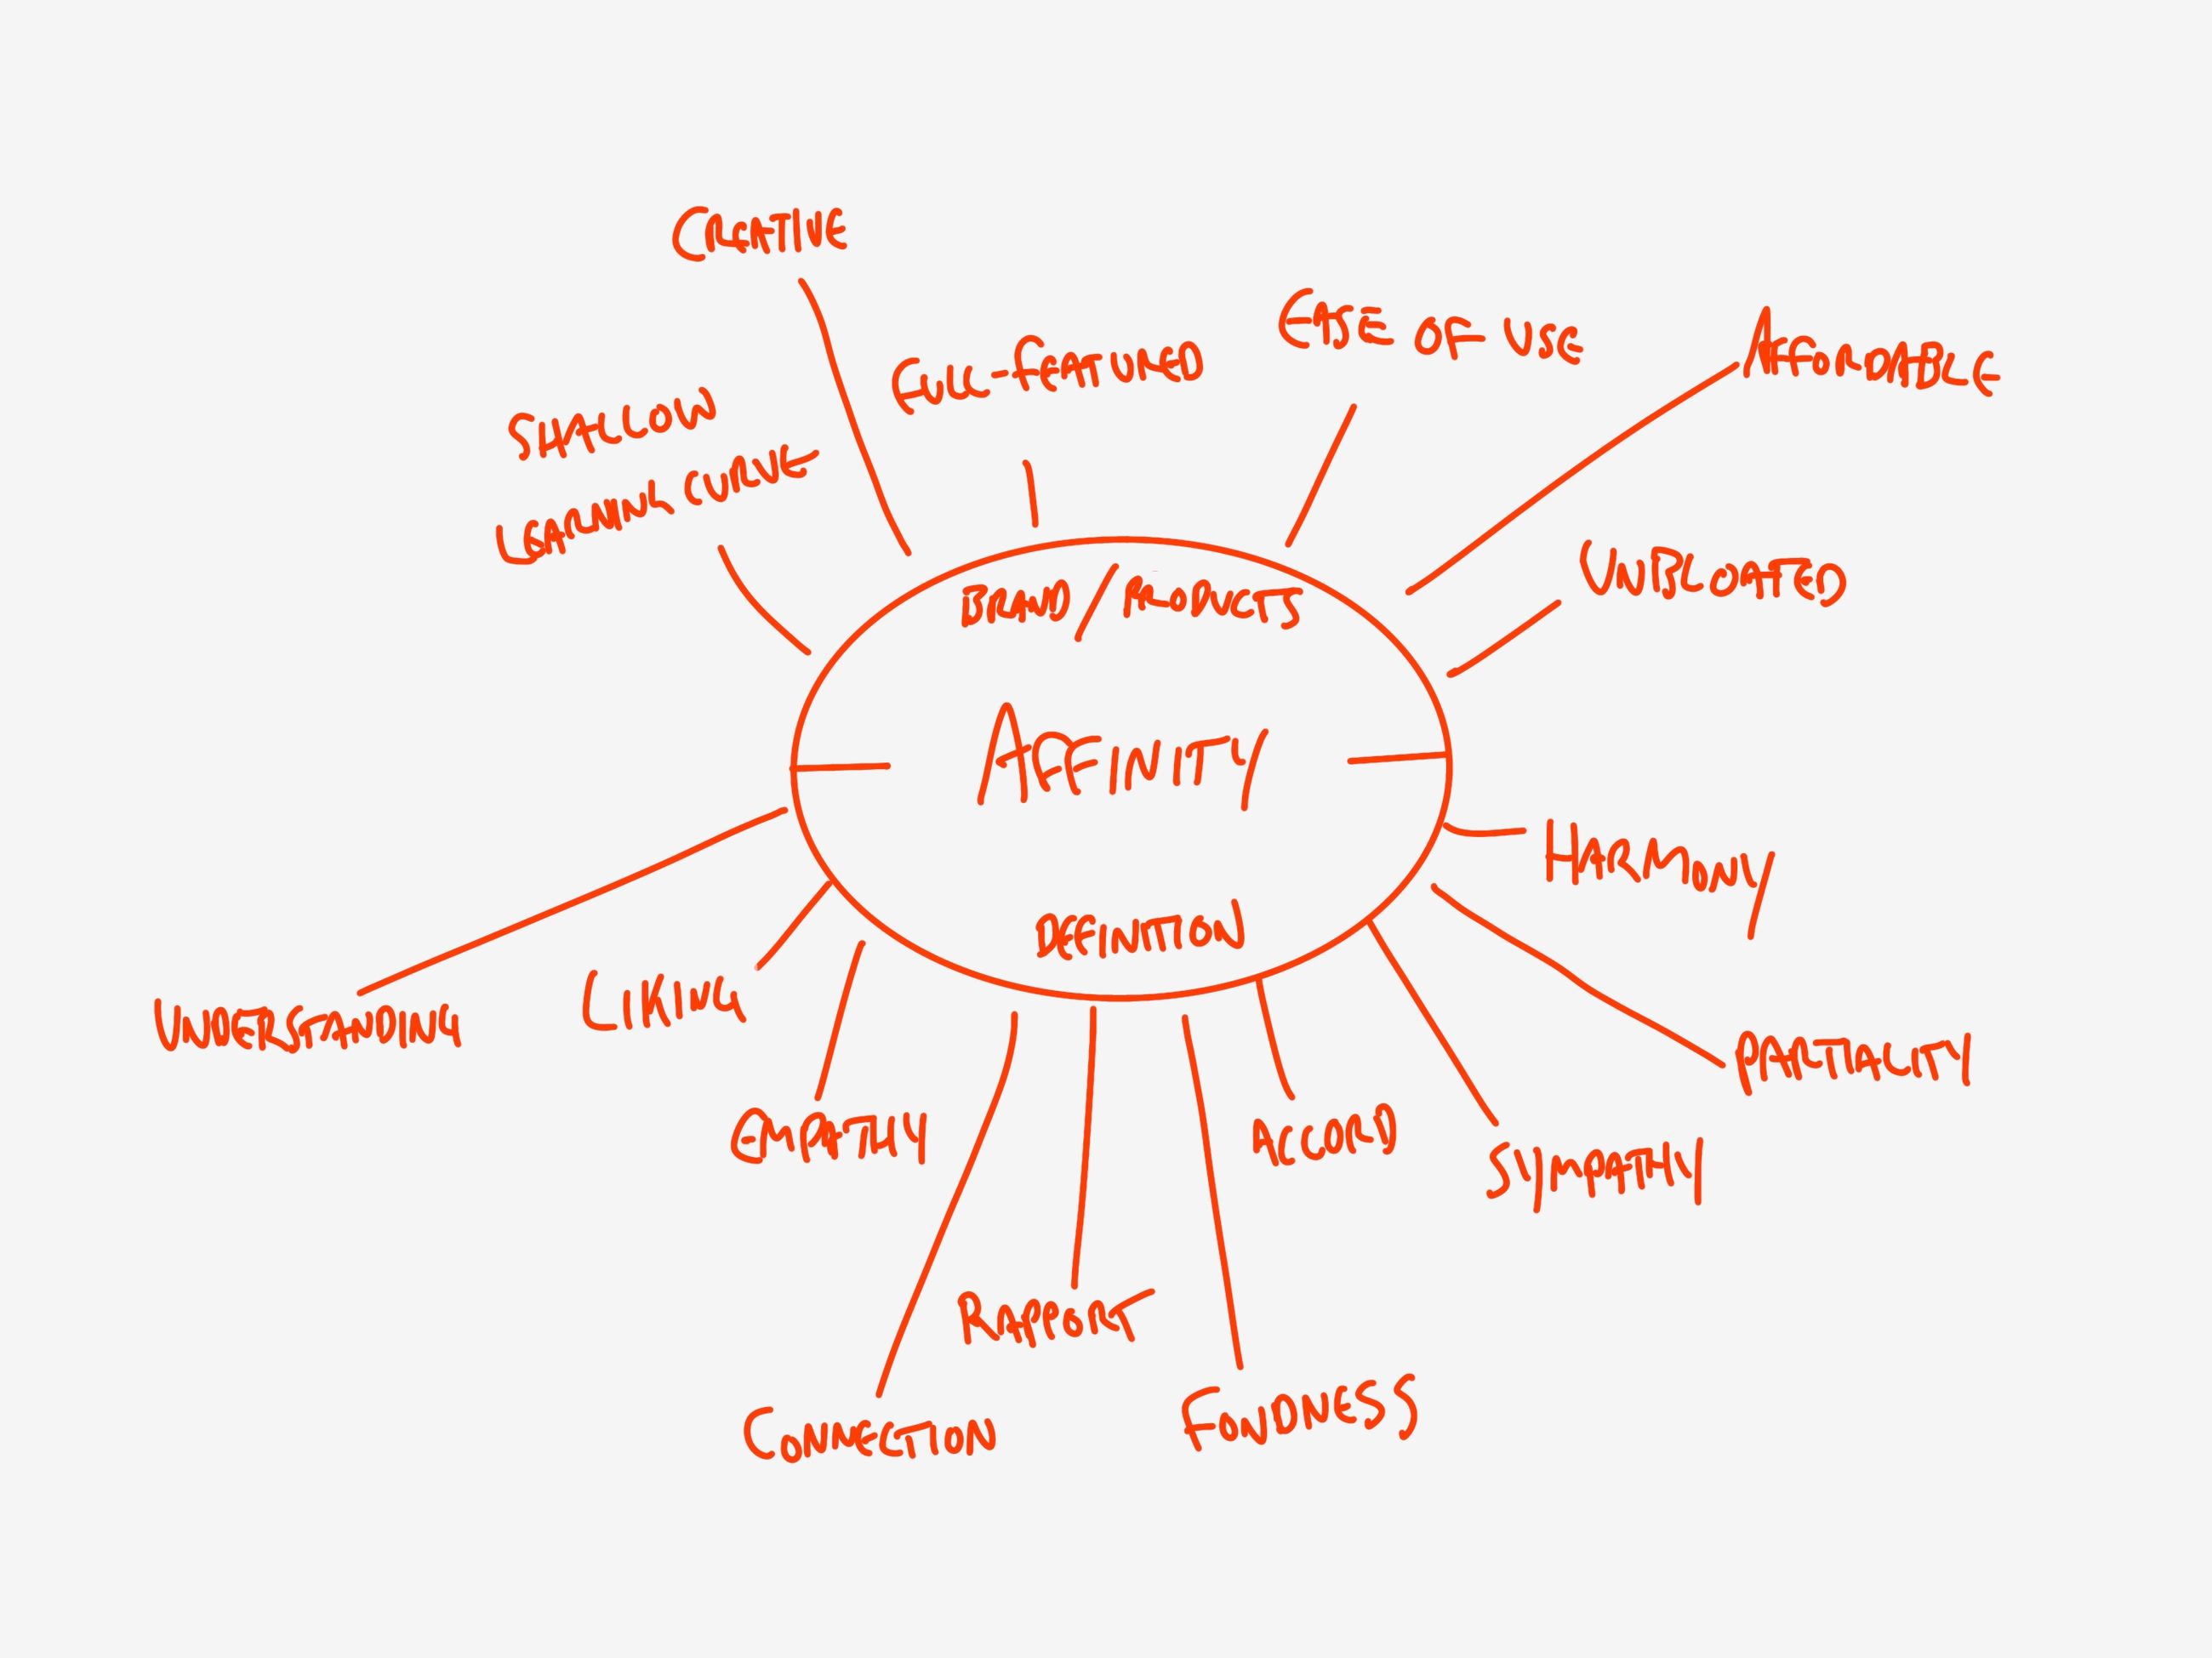 CREATIVE
FULL-FEATURED
EASE OF USE
AFFORDABLE
SHALLOW
LEARNING CURVE
UNBLOATED
BRAND/PRODUCTS
AFFINITY
DEFINITION
HARMONY
UNDERSTANDING
LIKING
PARTIALITY
EMPATHY
ACCORD
SYMPATHY
RAPPORT
CONNECTION
FONDNESS